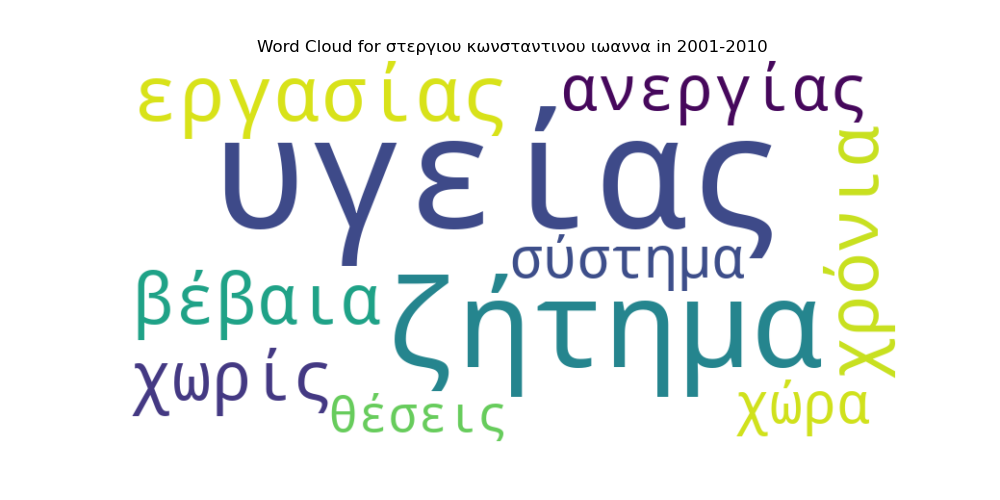 Word Cloud for στεργιου κωνσταντινου ιωαννα in 2001-2010
εργασίας
ανεργίας
υγείας
χρόνια
σύστημα
βέβαια
ζήτημα
χωρίς
θέσεις
χώρα